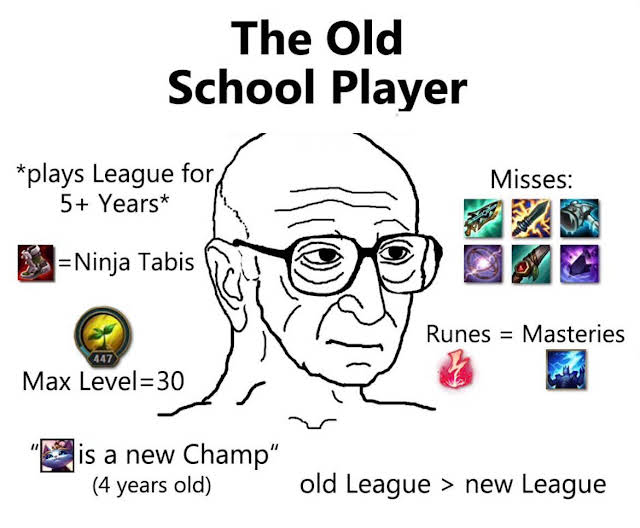 The Old
School Player
*plays League for
5+ Years*
Misses:
=Ninja Tabis
447
Max Level=30
Runes = Masteries
" is a new Champ"
(4 years old)
old League > new League